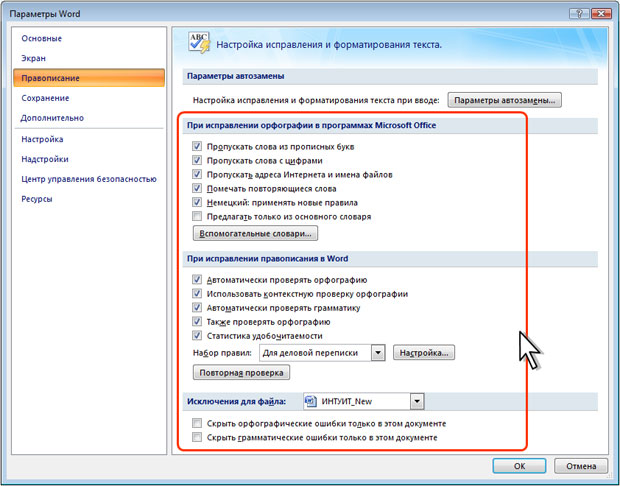 Параметры Word
Основные
Экран
Правописание
Сохранение
Дополнительно
Настройка
Надстройки
Центр управления безопасностью
Ресурсы
ABC
Настройка исправления и форматирования текста.
Параметры автозамены
Настройка исправления и форматирования текста при вводе: Параметры автозамены...
При исправлении орфографии в программах Microsoft Office
Пропускать слова из прописных букв
Пропускать слова с цифрами
Пропускать адреса Интернета и имена файлов
Помечать повторяющиеся слова
Немецкий: применять новые правила
Предлагать только из основного словаря
Вспомогательные словари...
При исправлении правописания в Word
Автоматически проверять орфографию
Использовать контекстную проверку орфографии
Автоматически проверять грамматику
Также проверять орфографию
Статистика удобочитаемости
Набор правил: Для деловой переписки Настройка...
Повторная проверка
Исключения для файла: ИНТУИТ_New
Скрыть орфографические ошибки только в этом документе
Скрыть грамматические ошибки только в этом документе
ОК Отмена